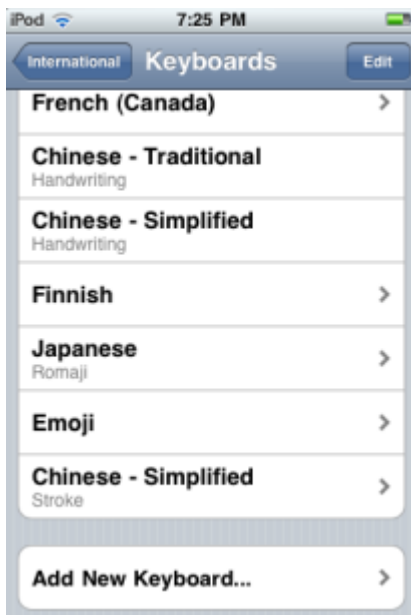 iPod 7:25 PM
International Keyboards Edit
French (Canada)
Chinese - Traditional
Handwriting
Chinese - Simplified
Handwriting
Finnish
Japanese
Romaji
Emoji
Chinese - Simplified
Stroke
Add New Keyboard...